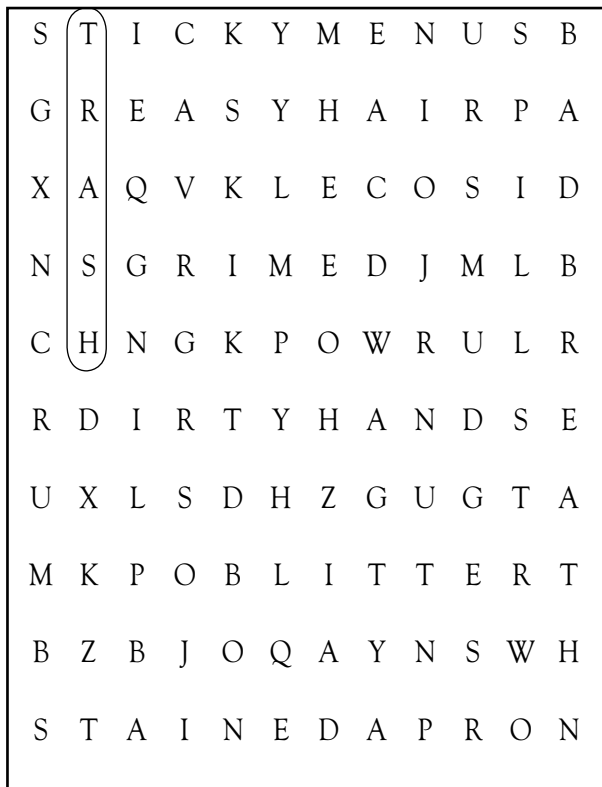 S T I C K Y M E N U S B
G R E A S Y H A I R P A
X A Q V K L E C O S I D
N S G R I M E D J M L B
C H N G K P O W R U L R
R D I R T Y H A N D S E
U X L S D H Z G U G T A
M K P O B L I T T E R T
B Z B J O Q A Y N S W H
S T A I N E D A P R O N